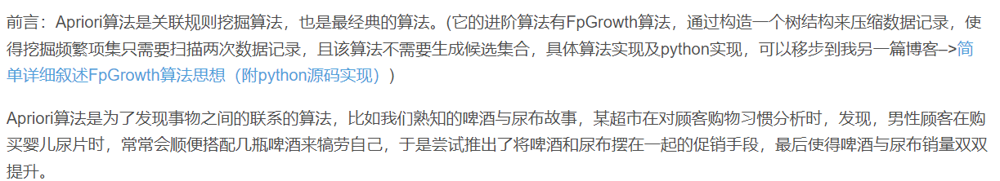 前言：Apriori算法是关联规则挖掘算法，也是最经典的算法。(它的进阶算法有FpGrowth算法，通过构造一个树结构来压缩数据记录，使
得挖掘频繁项集只需要扫描两次数据记录，且该算法不需要生成候选集合，具体算法实现及python实现，可以移步到我另一篇博客–>简
单详细叙述FpGrowth算法思想（附python源码实现）)
Apriori算法是为了发现事物之间的联系的算法，比如我们熟知的啤酒与尿布故事，某超市在对顾客购物习惯分析时，发现，男性顾客在购
买婴儿尿片时，常常会顺便搭配几瓶啤酒来犒劳自己，于是尝试推出了将啤酒和尿布摆在一起的促销手段，最后使得啤酒与尿布销量双双
提升。